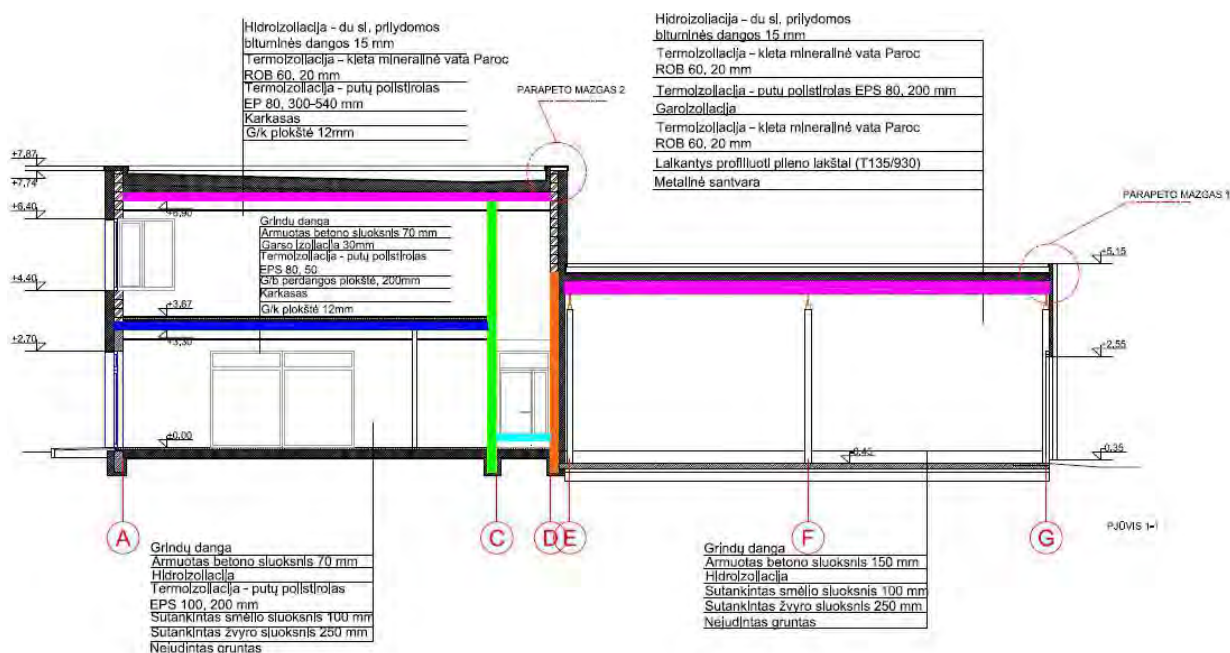 Hidroizoliacija - du sl. prilydomos
bituminės dangos 15 mm
Termoizoliacija - kieta mineralinė vata Paroc
ROB 60, 20 mm
Termoizoliacija - putų polistirolas
EP 80, 300-540 mm
Karkasas
G/k plokštė 12mm
PARAPETO MAZGAS 2
Hidroizoliacija - du sl. prilydomos
bituminės dangos 15 mm
Termoizoliacija - kieta mineralinė vata Paroc
ROB 60, 20 mm
Termoizoliacija - putų polistirolas EPS 80, 200 mm
Garoizoliacija
Termoizoliacija - kieta mineralinė vata Paroc
ROB 60, 20 mm
Laikantys profiliuoti plieno lakštai (T135/930)
Metalinė santvara
PARAPETO MAZGAS 1
+7,87
+7,74
+6,40
+6,90
+4,40
+3,67
+3,30
+2,70
+0,00
Grindų danga
Armuotas betono sluoksnis 70 mm
Garso izoliacija 30mm
Termoizoliacija - putų polistirolas
EPS 80, 50
G/b perdangos plokštė, 200mm
Karkasas
G/k plokštė 12mm
+5,15
+2,55
-0,45
-0,35
A
C
D
E
F
G
PJŪVIS 1-1
Grindų danga
Armuotas betono sluoksnis 70 mm
Hidroizoliacija
Termoizoliacija - putų polistirolas
EPS 100, 200 mm
Sutankintas smėlio sluoksnis 100 mm
Sutankintas žvyro sluoksnis 250 mm
Nejudintas gruntas
Grindų danga
Armuotas betono sluoksnis 150 mm
Hidroizoliacija
Sutankintas smėlio sluoksnis 100 mm
Sutankintas žvyro sluoksnis 250 mm
Nejudintas gruntas